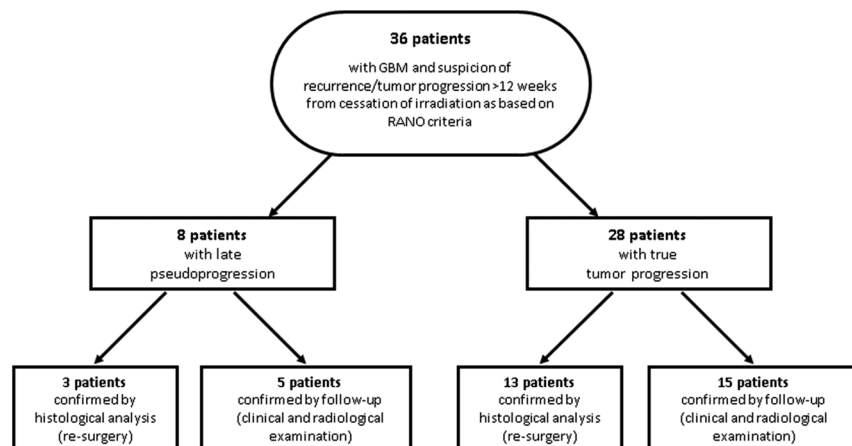 36 patients
with GBM and suspicion of
recurrence/tumor progression >12 weeks
from cessation of irradiation as based on
RANO criteria
8 patients
with late
pseudoprogression
28 patients
with true
tumor progression
3 patients
confirmed by
histological analysis
(re-surgery)
5 patients
confirmed by follow-up
(clinical and radiological
examination)
13 patients
confirmed by
histological analysis
(re-surgery)
15 patients
confirmed by follow-up
(clinical and radiological
examination)